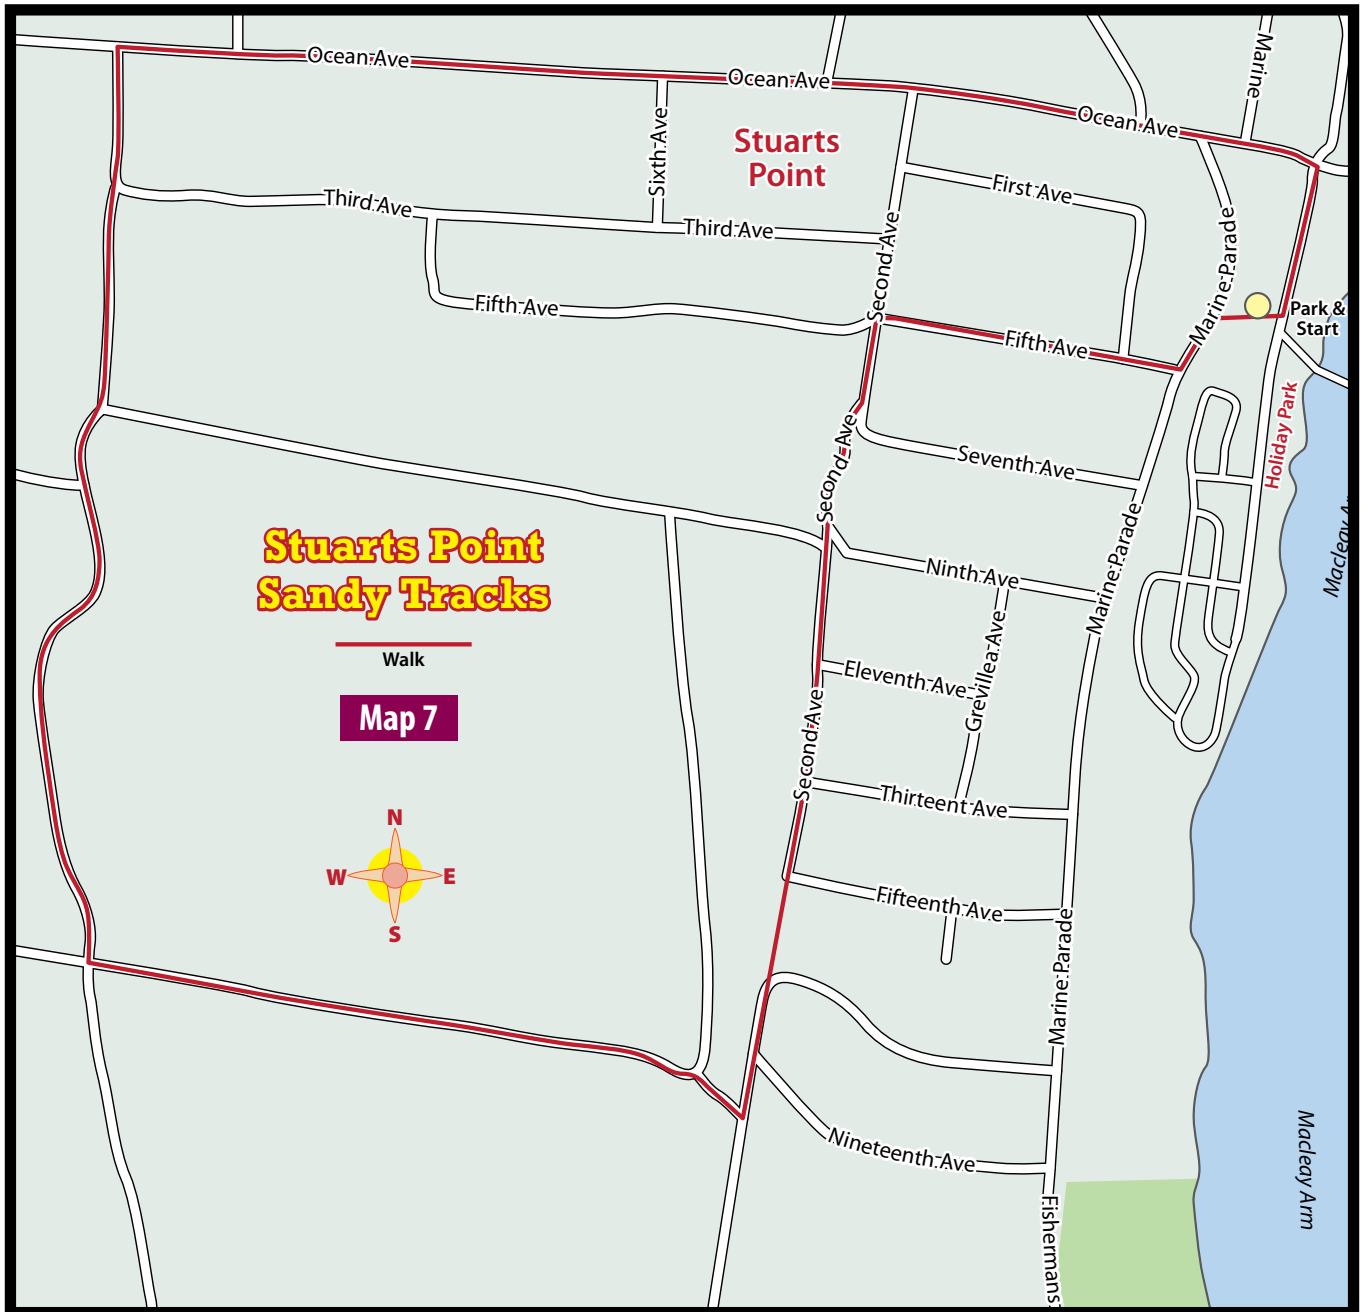 Ocean Ave
Ocean Ave
Ocean Ave
Marine
Sixth Ave
Stuarts
Point
First Ave
Third Ave
Third Ave
Second Ave
Marine Parade
Fifth Ave
Fifth Ave
Park &
Start
Holiday Park
Second Ave
Seventh Ave
Stuarts Point
Sandy Tracks
Walk
Map 7
Ninth Ave
Marine Parade
Macleay Ar
Eleventh Ave
Grevillea Ave
Second Ave
Thirteent Ave
N
W
E
S
Fifteenth Ave
Marine Parade
Nineteenth Ave
Macleay Arm
Fishermans